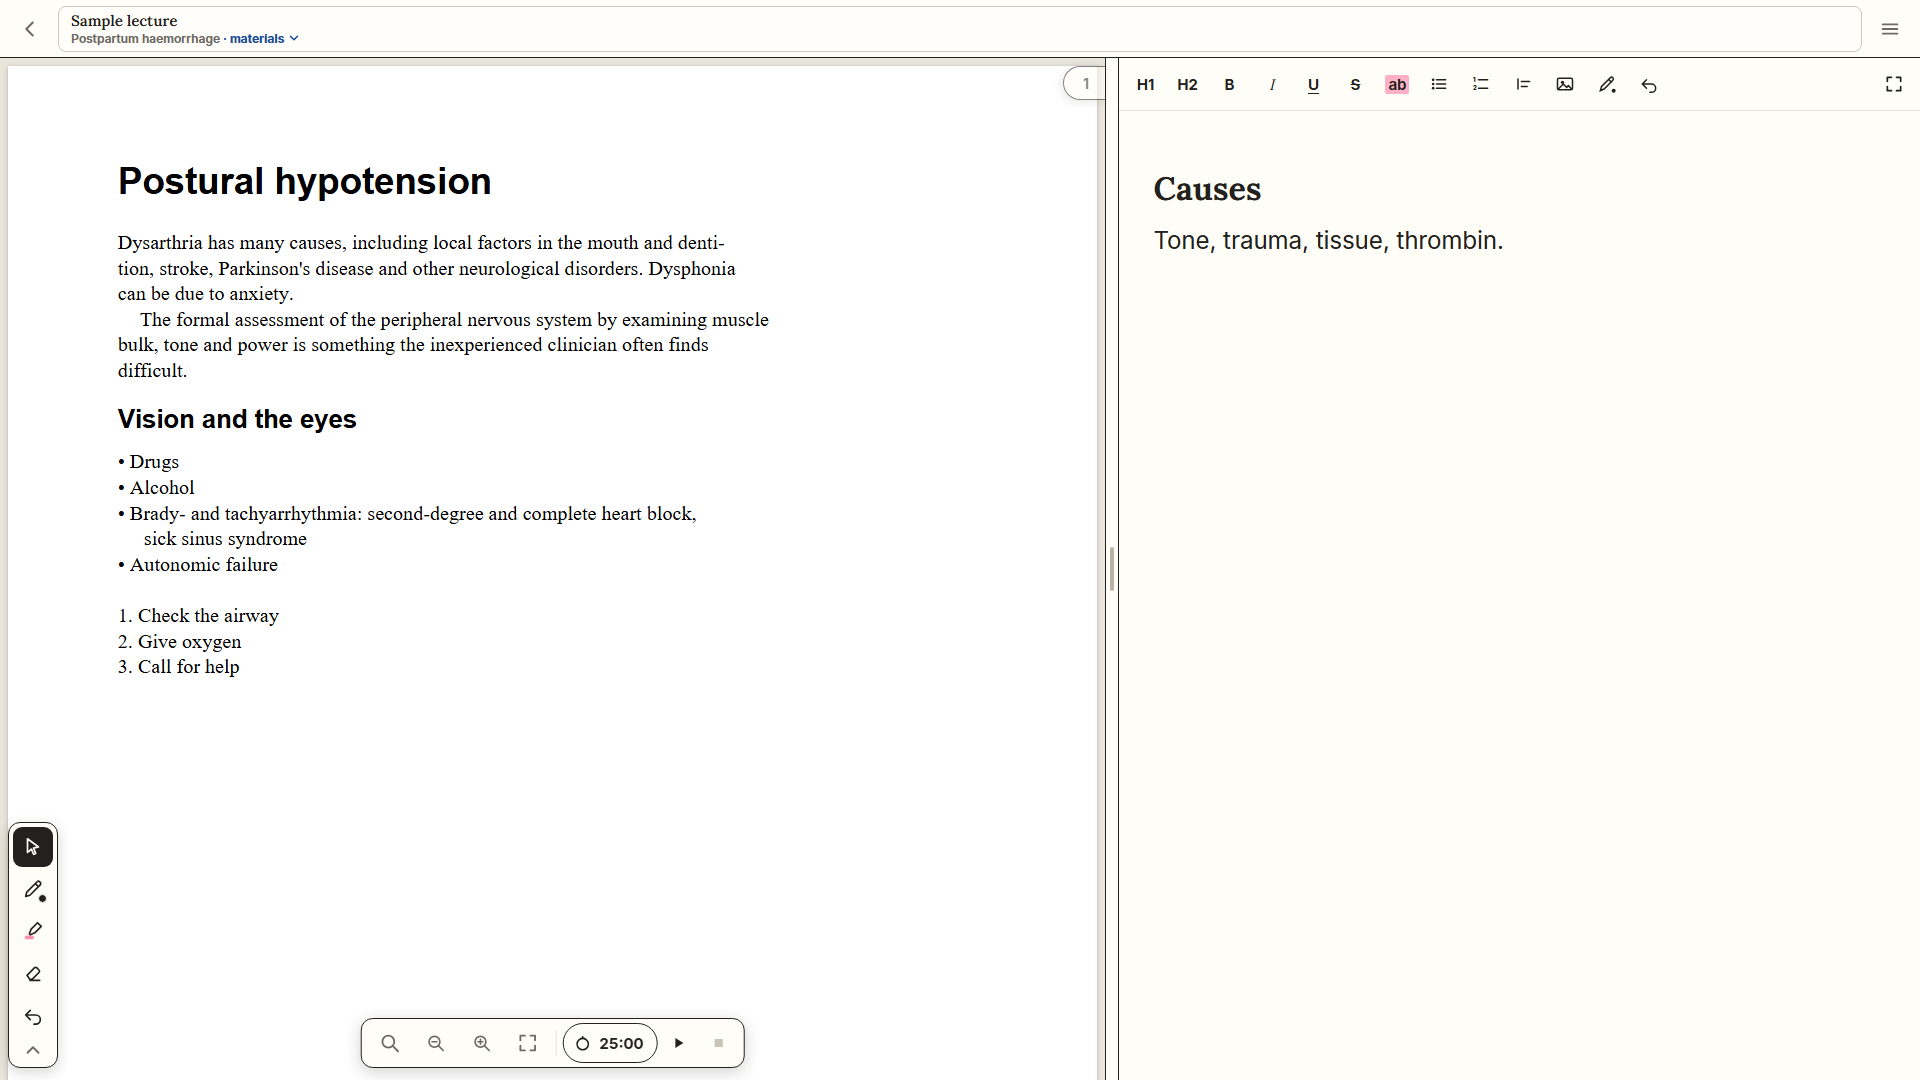 Sample lecture
Postpartum haemorrhage · materials
1
H1 H2 B I U S ab
Postural hypotension
Dysarthria has many causes, including local factors in the mouth and denti-
tion, stroke, Parkinson's disease and other neurological disorders. Dysphonia
can be due to anxiety.
The formal assessment of the peripheral nervous system by examining muscle
bulk, tone and power is something the inexperienced clinician often finds
difficult.
Vision and the eyes
• Drugs
• Alcohol
• Brady- and tachyarrhythmia: second-degree and complete heart block,
sick sinus syndrome
• Autonomic failure
1. Check the airway
2. Give oxygen
3. Call for help
25:00
Causes
Tone, trauma, tissue, thrombin.